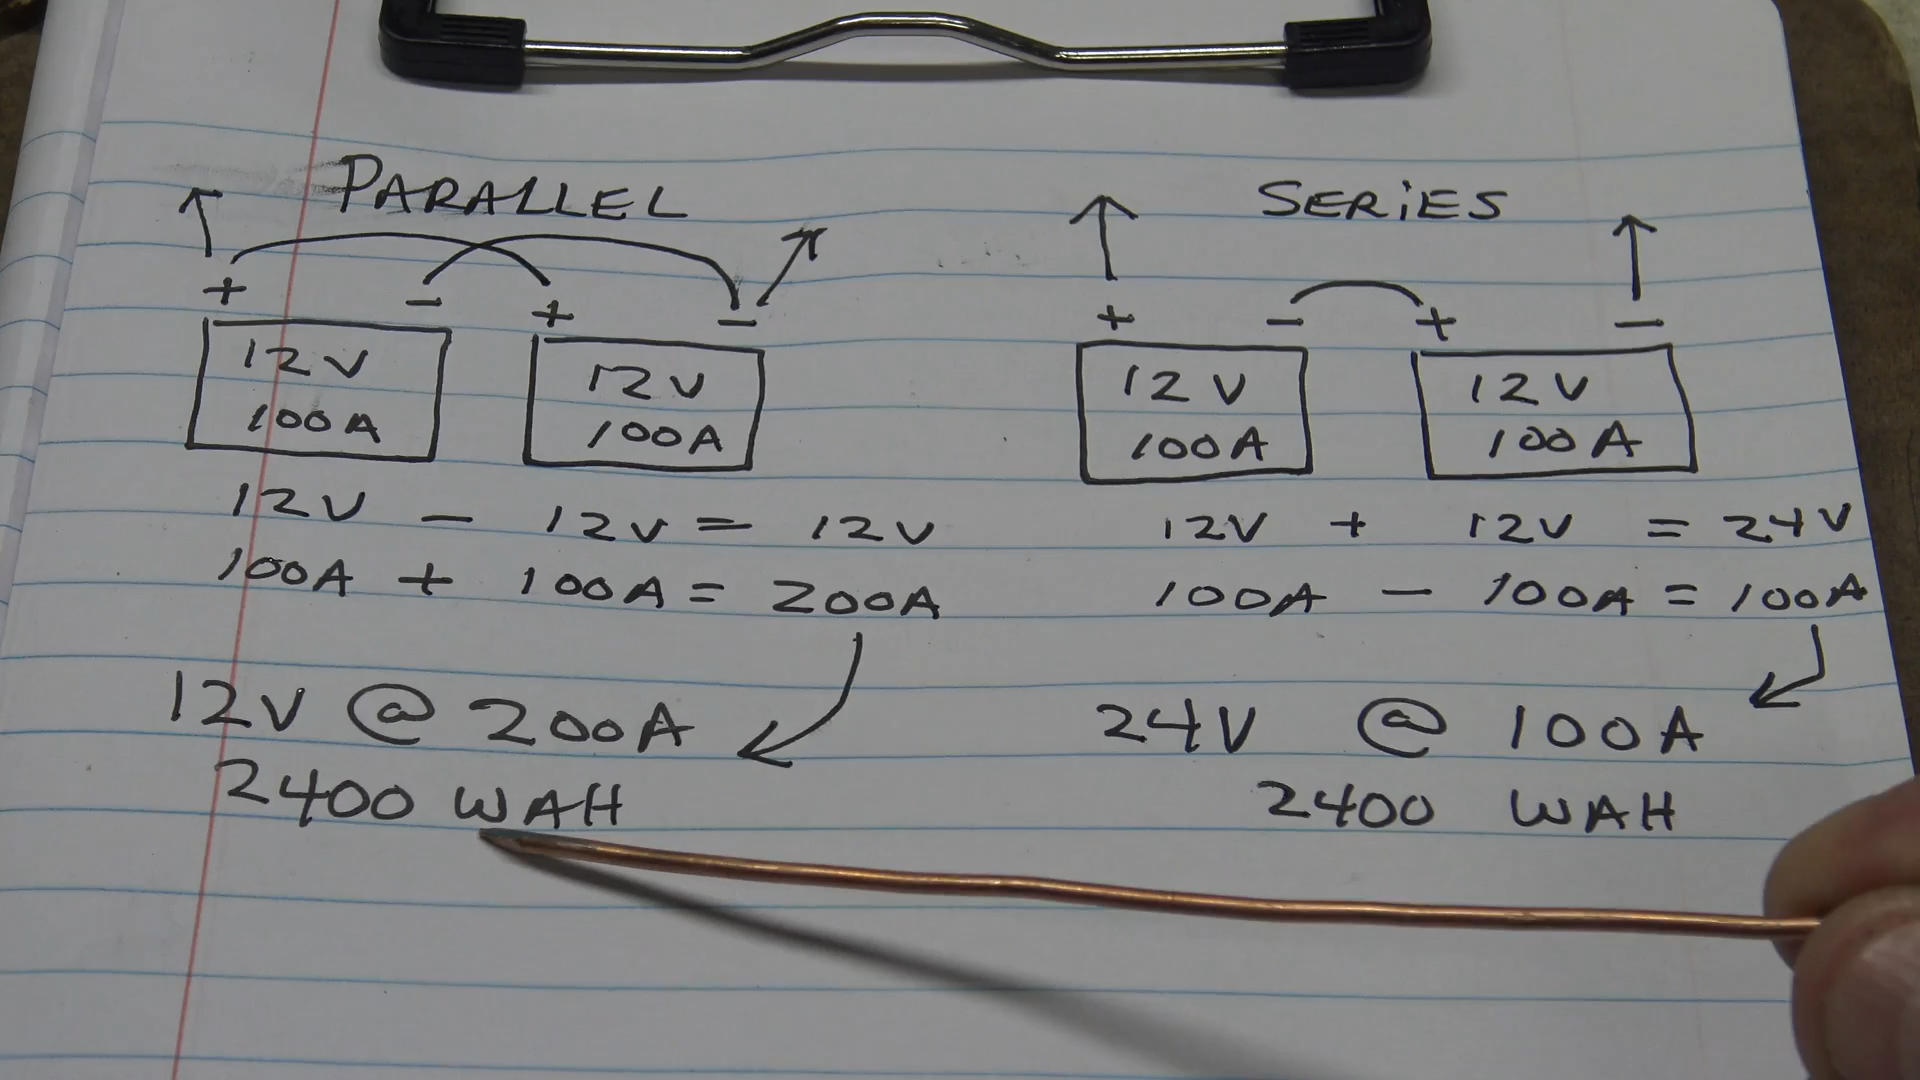 PARALLEL
+ - + -
12V 12V
100A 100A
12V - 12V = 12V
100A + 100A = 200A
12V @ 200A
2400 WAH
SERiES
+ - + -
12V 12V
100A 100A
12V + 12V = 24V
100A - 100A = 100A
24V @ 100A
2400 WAH